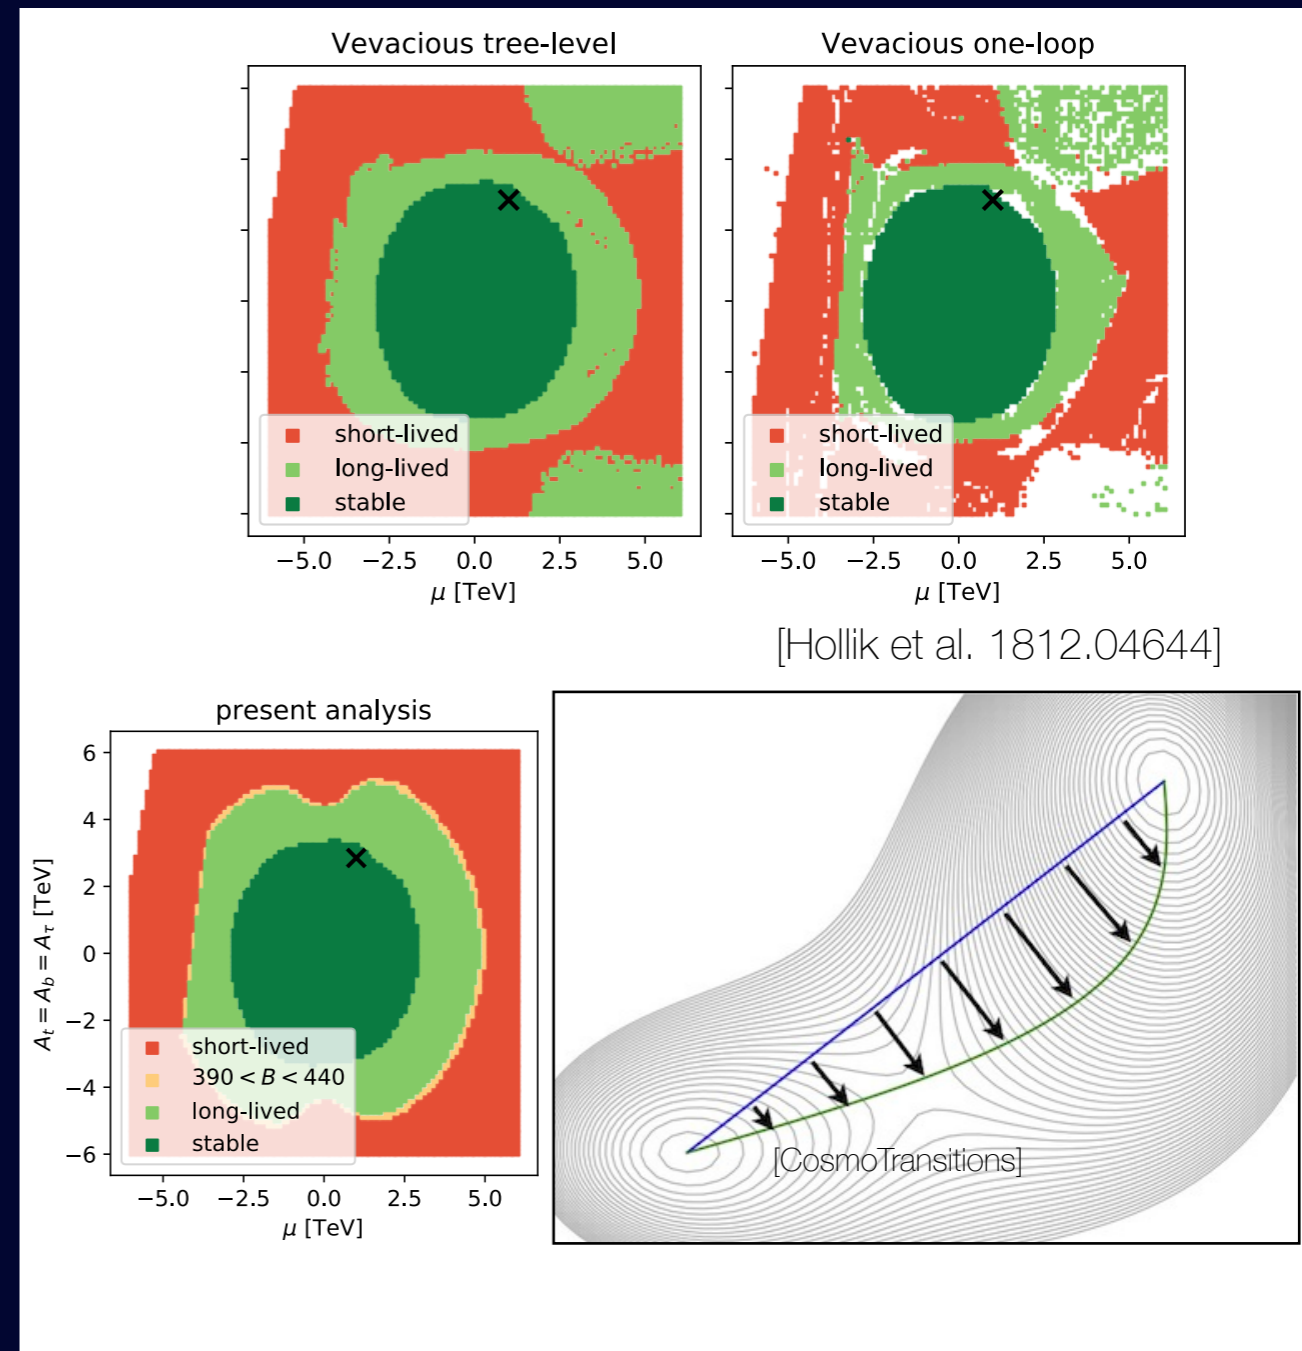 Vevacious tree-level
Vevacious one-loop
short-lived
long-lived
stable
short-lived
long-lived
stable
−5.0 −2.5 0.0 2.5 5.0
−5.0 −2.5 0.0 2.5 5.0
μ [TeV]
μ [TeV]
[Hollik et al. 1812.04644]
present analysis
6
4
2
0
−2
−4
−6
A_t = A_b = A_τ [TeV]
short-lived
390 < B < 440
long-lived
stable
−5.0 −2.5 0.0 2.5 5.0
μ [TeV]
[CosmoTransitions]